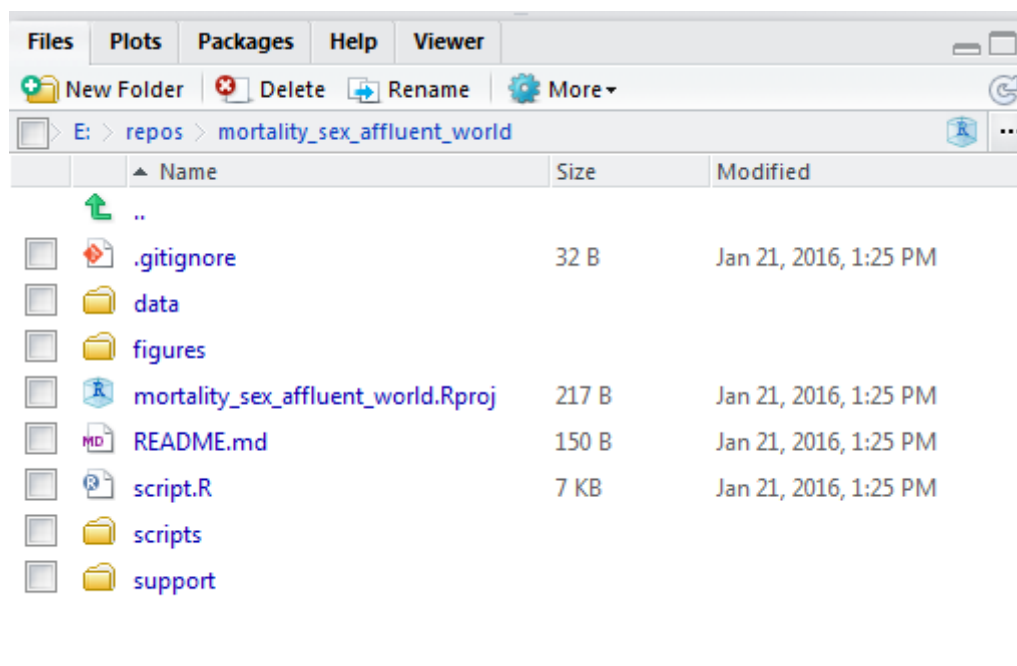 Files Plots Packages Help Viewer
New Folder Delete Rename More
E: repos mortality_sex_affluent_world
Name Size Modified
..
.gitignore 32 B Jan 21, 2016, 1:25 PM
data
figures
mortality_sex_affluent_world.Rproj 217 B Jan 21, 2016, 1:25 PM
MD README.md 150 B Jan 21, 2016, 1:25 PM
script.R 7 KB Jan 21, 2016, 1:25 PM
scripts
support